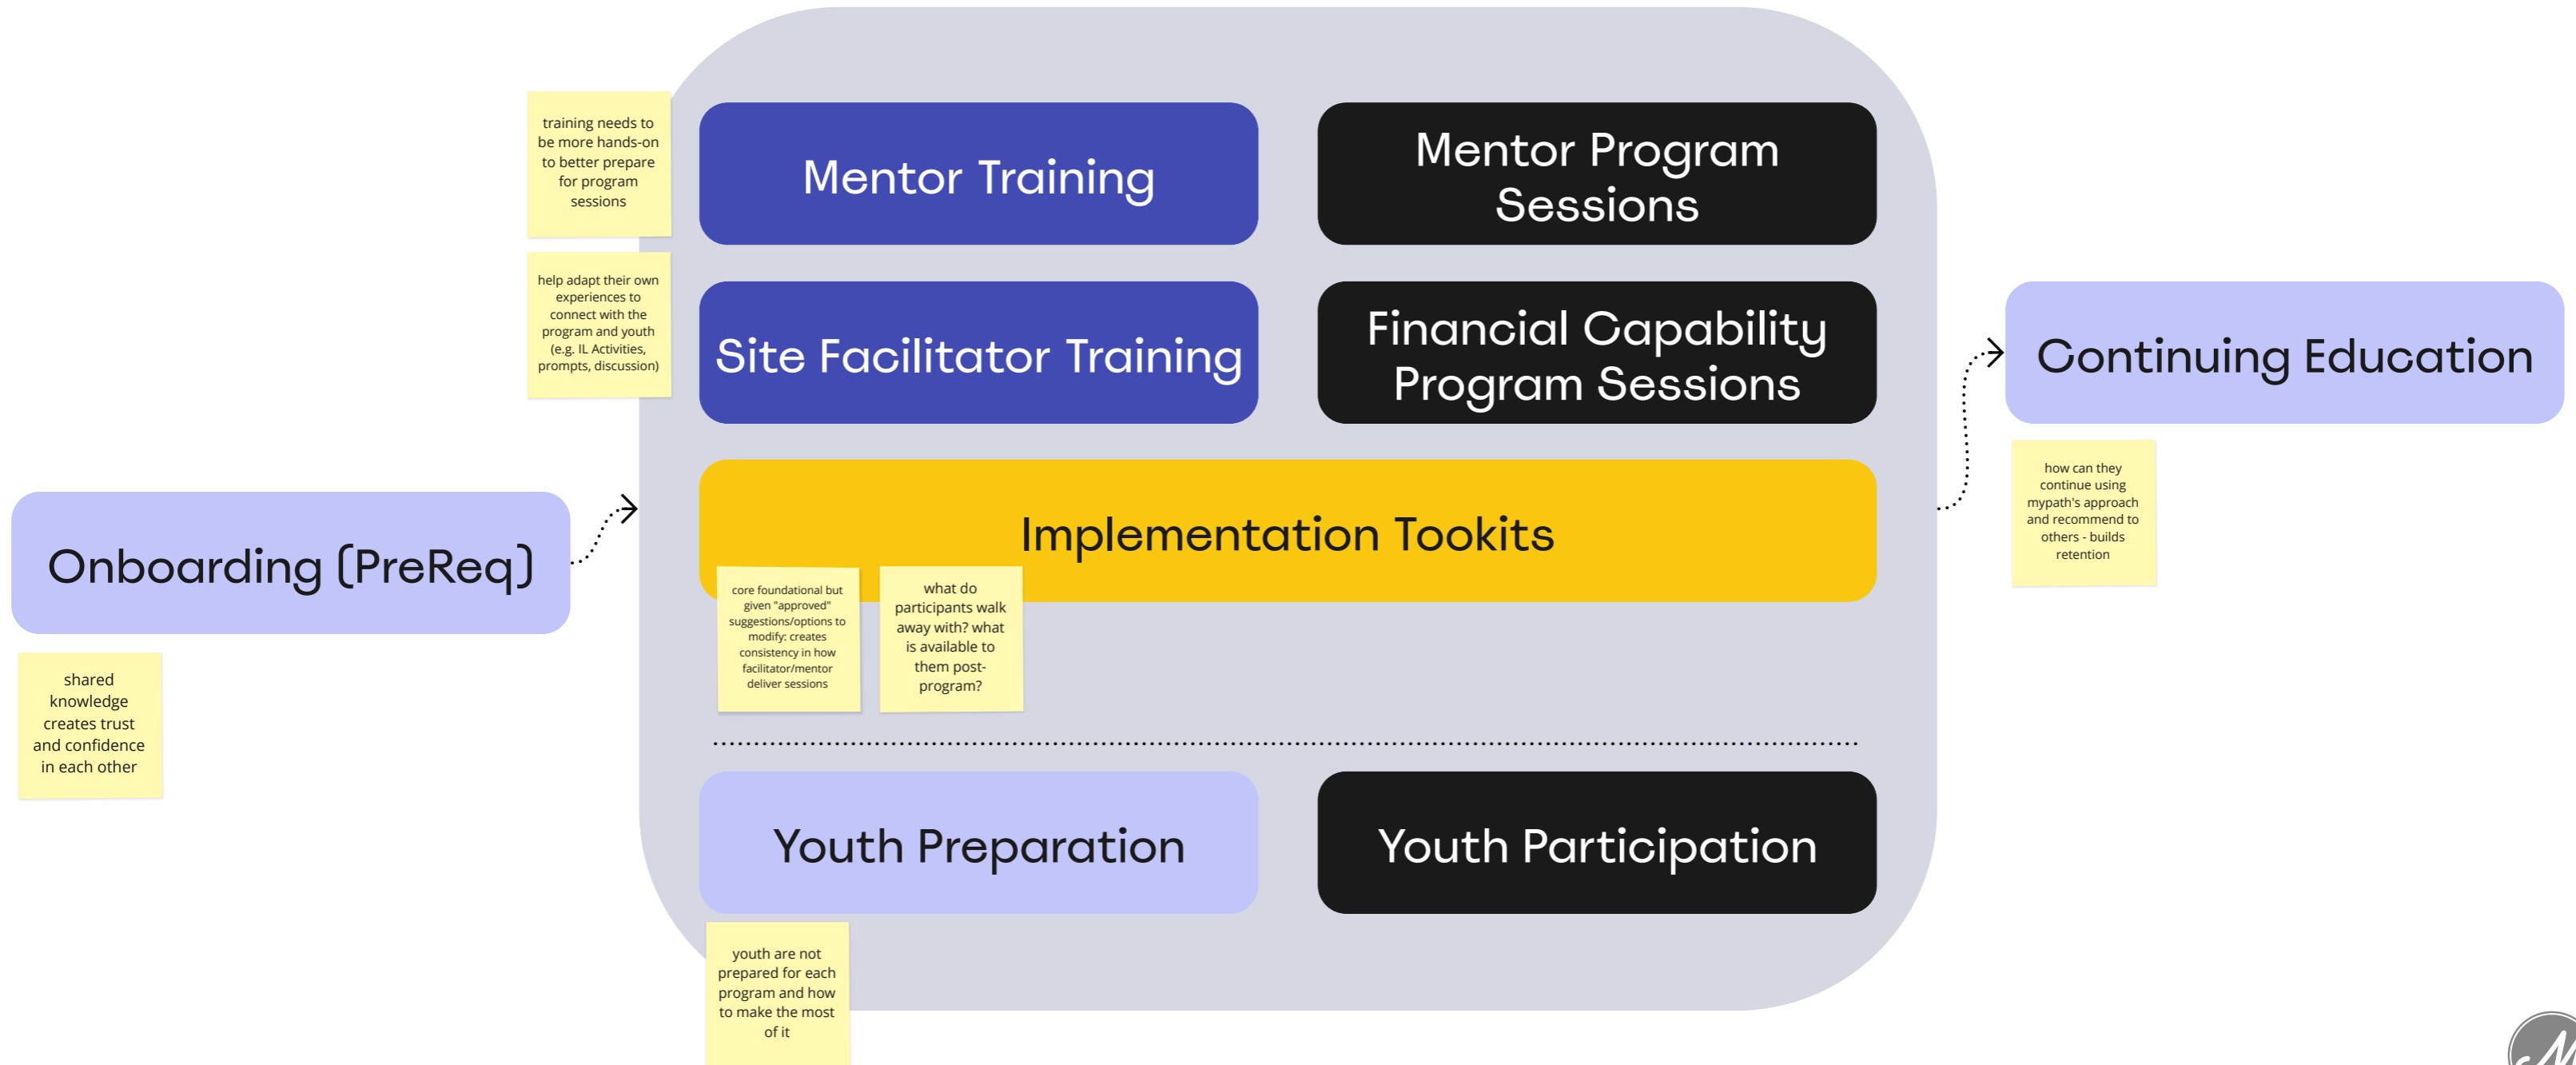 training needs to
be more hands-on
to better prepare
for program
sessions
Mentor Training
Mentor Program
Sessions
help adapt their own
experiences to
connect with the
program and youth
(e.g. IL Activities,
prompts, discussion)
Site Facilitator Training
Financial Capability
Program Sessions
Continuing Education
how can they
continue using
mypath's approach
and recommend to
others - builds
retention
Onboarding (PreReq)
shared
knowledge
creates trust
and confidence
in each other
Implementation Tookits
core foundational but
given "approved"
suggestions/options to
modify: creates
consistency in how
facilitator/mentor
deliver sessions
what do
participants walk
away with? what
is available to
them post-
program?
Youth Preparation
Youth Participation
youth are not
prepared for each
program and how
to make the most
of it